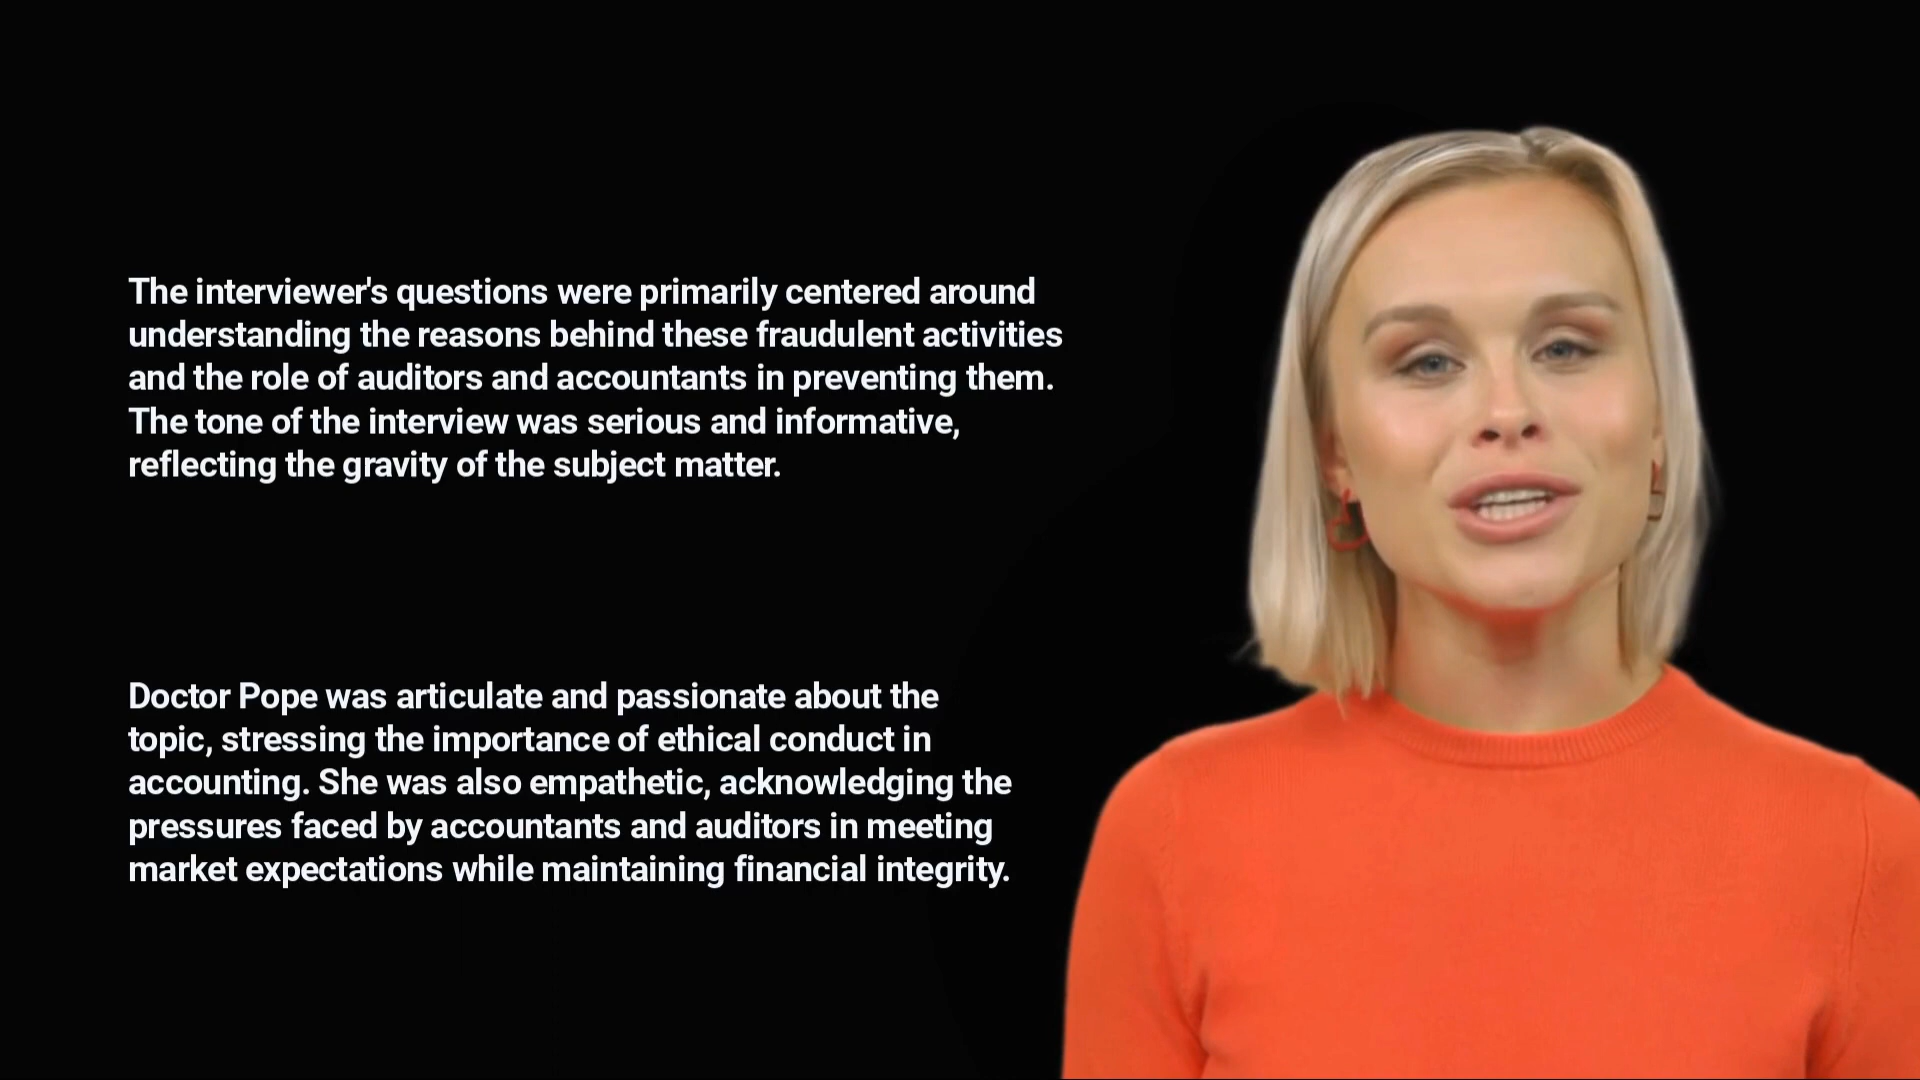 The interviewer's questions were primarily centered around
understanding the reasons behind these fraudulent activities
and the role of auditors and accountants in preventing them.
The tone of the interview was serious and informative,
reflecting the gravity of the subject matter.
Doctor Pope was articulate and passionate about the
topic, stressing the importance of ethical conduct in
accounting. She was also empathetic, acknowledging the
pressures faced by accountants and auditors in meeting
market expectations while maintaining financial integrity.